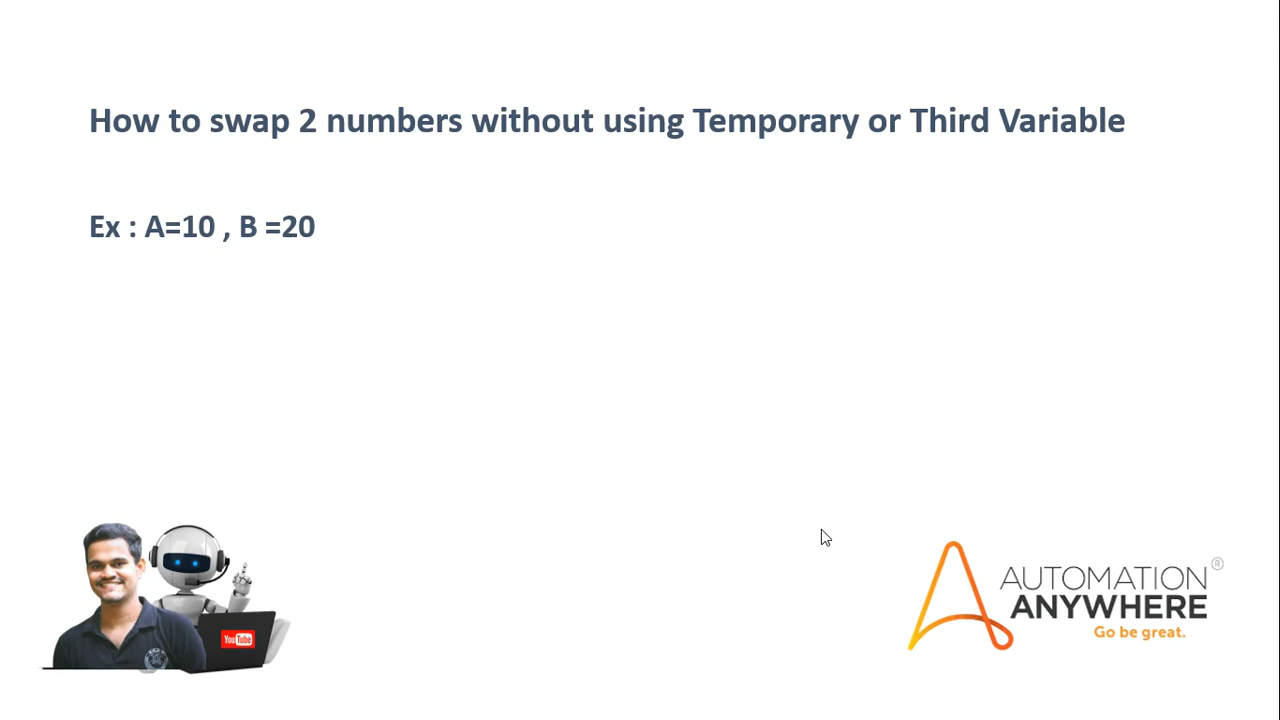 How to swap 2 numbers without using Temporary or Third Variable
Ex : A=10 , B =20
YouTube
AUTOMATION ®
ANYWHERE
Go be great.